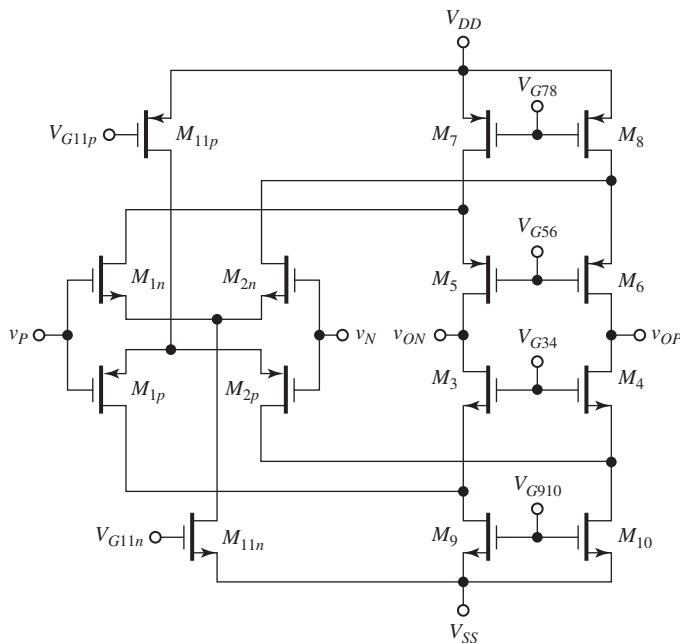 V_DD
V_G78
V_G11p
M_11p
M_7
M_8
V_G56
M_1n
M_2n
M_5
M_6
v_P
v_N
v_ON
v_OP
V_G34
M_1p
M_2p
M_3
M_4
V_G910
V_G11n
M_11n
M_9
M_10
V_SS